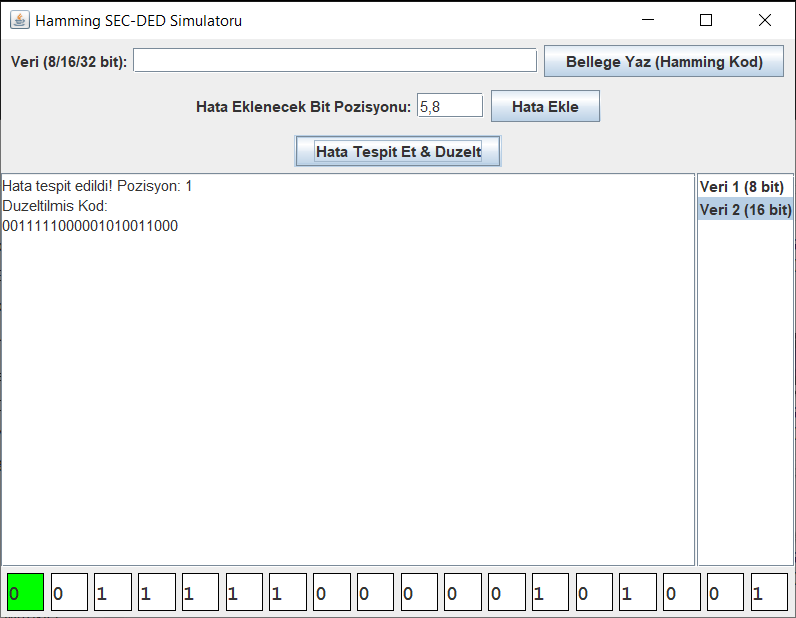 Hamming SEC-DED Simulatoru
Veri (8/16/32 bit):
Bellege Yaz (Hamming Kod)
Hata Eklenecek Bit Pozisyonu: 5,8
Hata Ekle
Hata Tespit Et & Duzelt
Hata tespit edildi! Pozisyon: 1
Duzeltilmis Kod:
0011111000001010011000
Veri 1 (8 bit)
Veri 2 (16 bit)
0 0 1 1 1 1 1 0 0 0 0 0 1 0 1 0 0 1